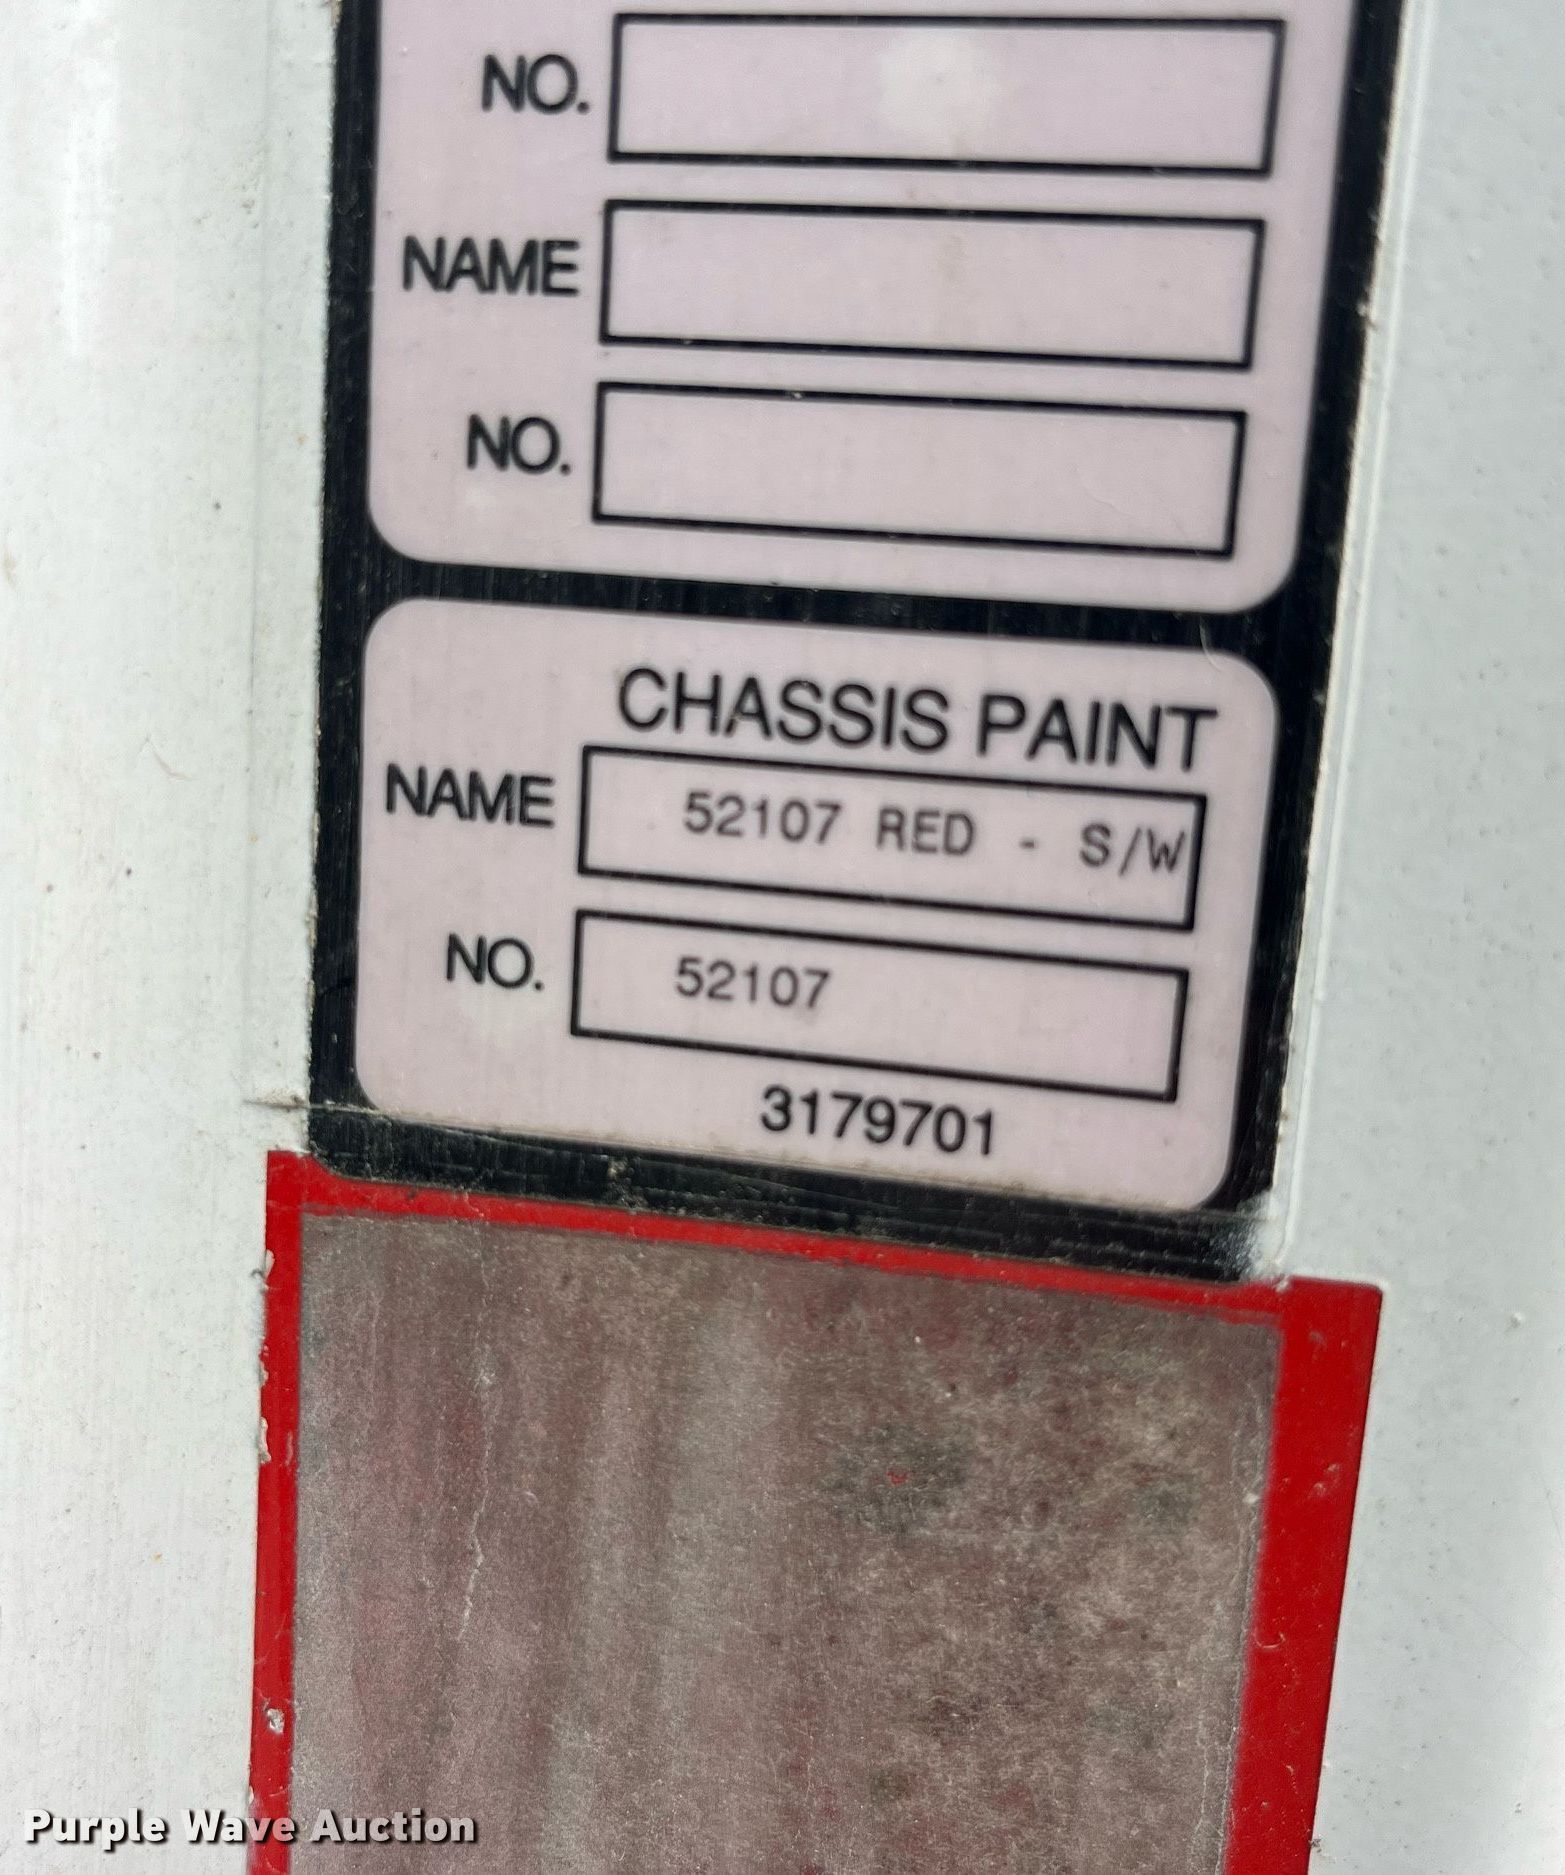 NO.
NAME
NO.
CHASSIS PAINT
NAME 52107 RED - S/W
NO. 52107
3179701
Purple Wave Auction